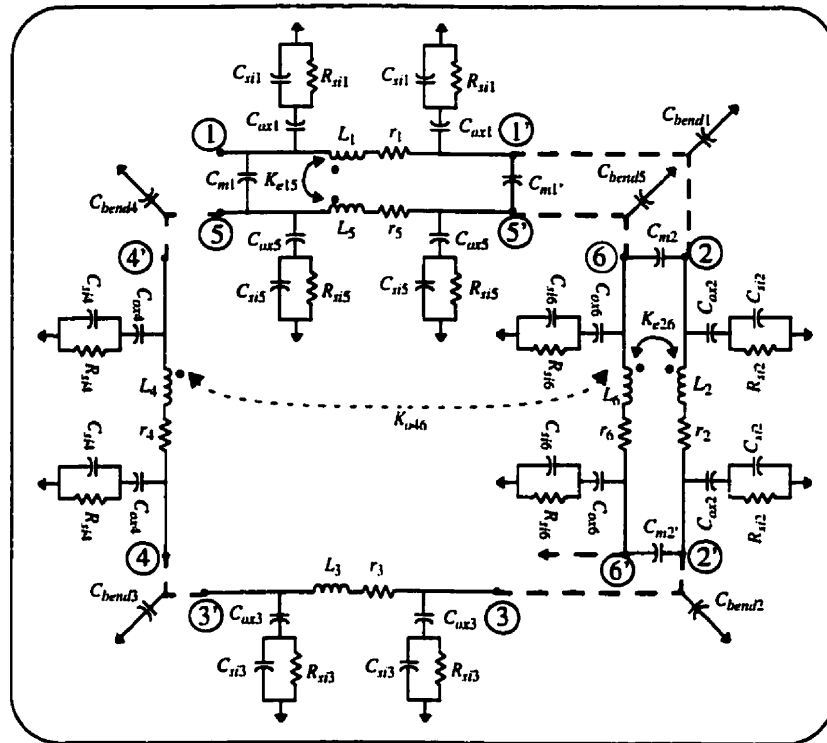 C_si1 R_si1 C_si1 R_si1
C_ox1 L_1 r_1 C_ox1
1 1'
C_m1 K_e15 C_m1'
5 L_5 r_5 5'
C_ox5 C_ox5
C_si5 R_si5 C_si5 R_si5
C_bend1
C_bend5
C_bend4
4' 6 C_m2 2
C_si4 C_ox4 R_si4
C_si6 C_ox6 R_si6
K_e26
C_ox2 C_si2 R_si2
L_4 L_6 L_2
K_o46
r_4 r_6 r_2
C_si4 C_ox4 R_si4
C_si6 C_ox6 R_si6
C_ox2 C_si2 R_si2
C_m2'
4 6' 2'
C_bend3 L_3 r_3 C_bend2
3' 3
C_ox3 C_ox3
C_si3 R_si3 C_si3 R_si3